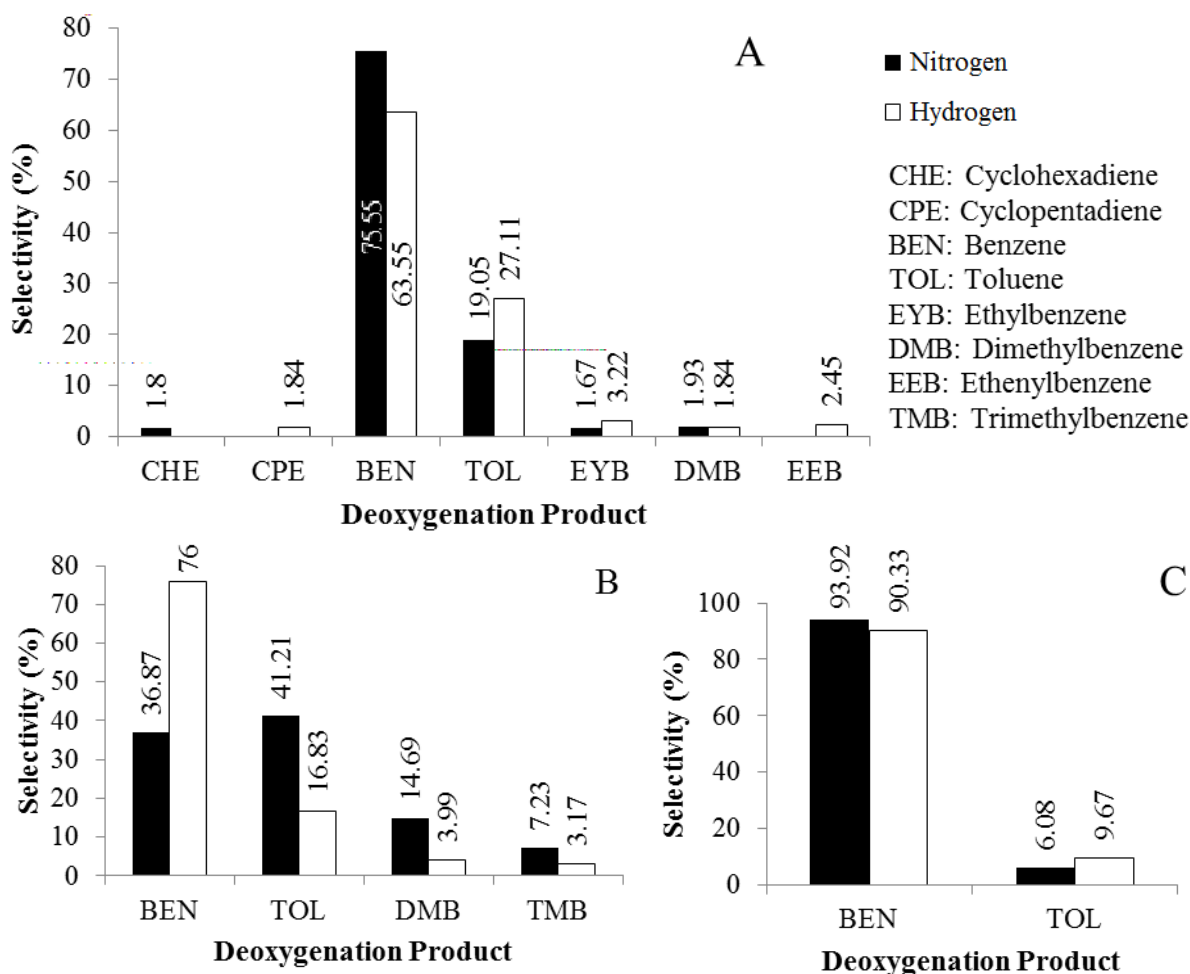 A
80
70
60
50
40
30
20
10
0
Selectivity (%)
1.8
1.84
75.55
63.55
19.05
27.11
1.67
3.22
1.93
1.84
2.45
CHE CPE BEN TOL EYB DMB EEB
Deoxygenation Product
Nitrogen
Hydrogen
CHE: Cyclohexadiene
CPE: Cyclopentadiene
BEN: Benzene
TOL: Toluene
EYB: Ethylbenzene
DMB: Dimethylbenzene
EEB: Ethenylbenzene
TMB: Trimethylbenzene
B
80
70
60
50
40
30
20
10
0
Selectivity (%)
36.87
76
41.21
16.83
14.69
3.99
7.23
3.17
BEN TOL DMB TMB
Deoxygenation Product
C
100
80
60
40
20
0
Selectivity (%)
93.92
90.33
6.08
9.67
BEN TOL
Deoxygenation Product